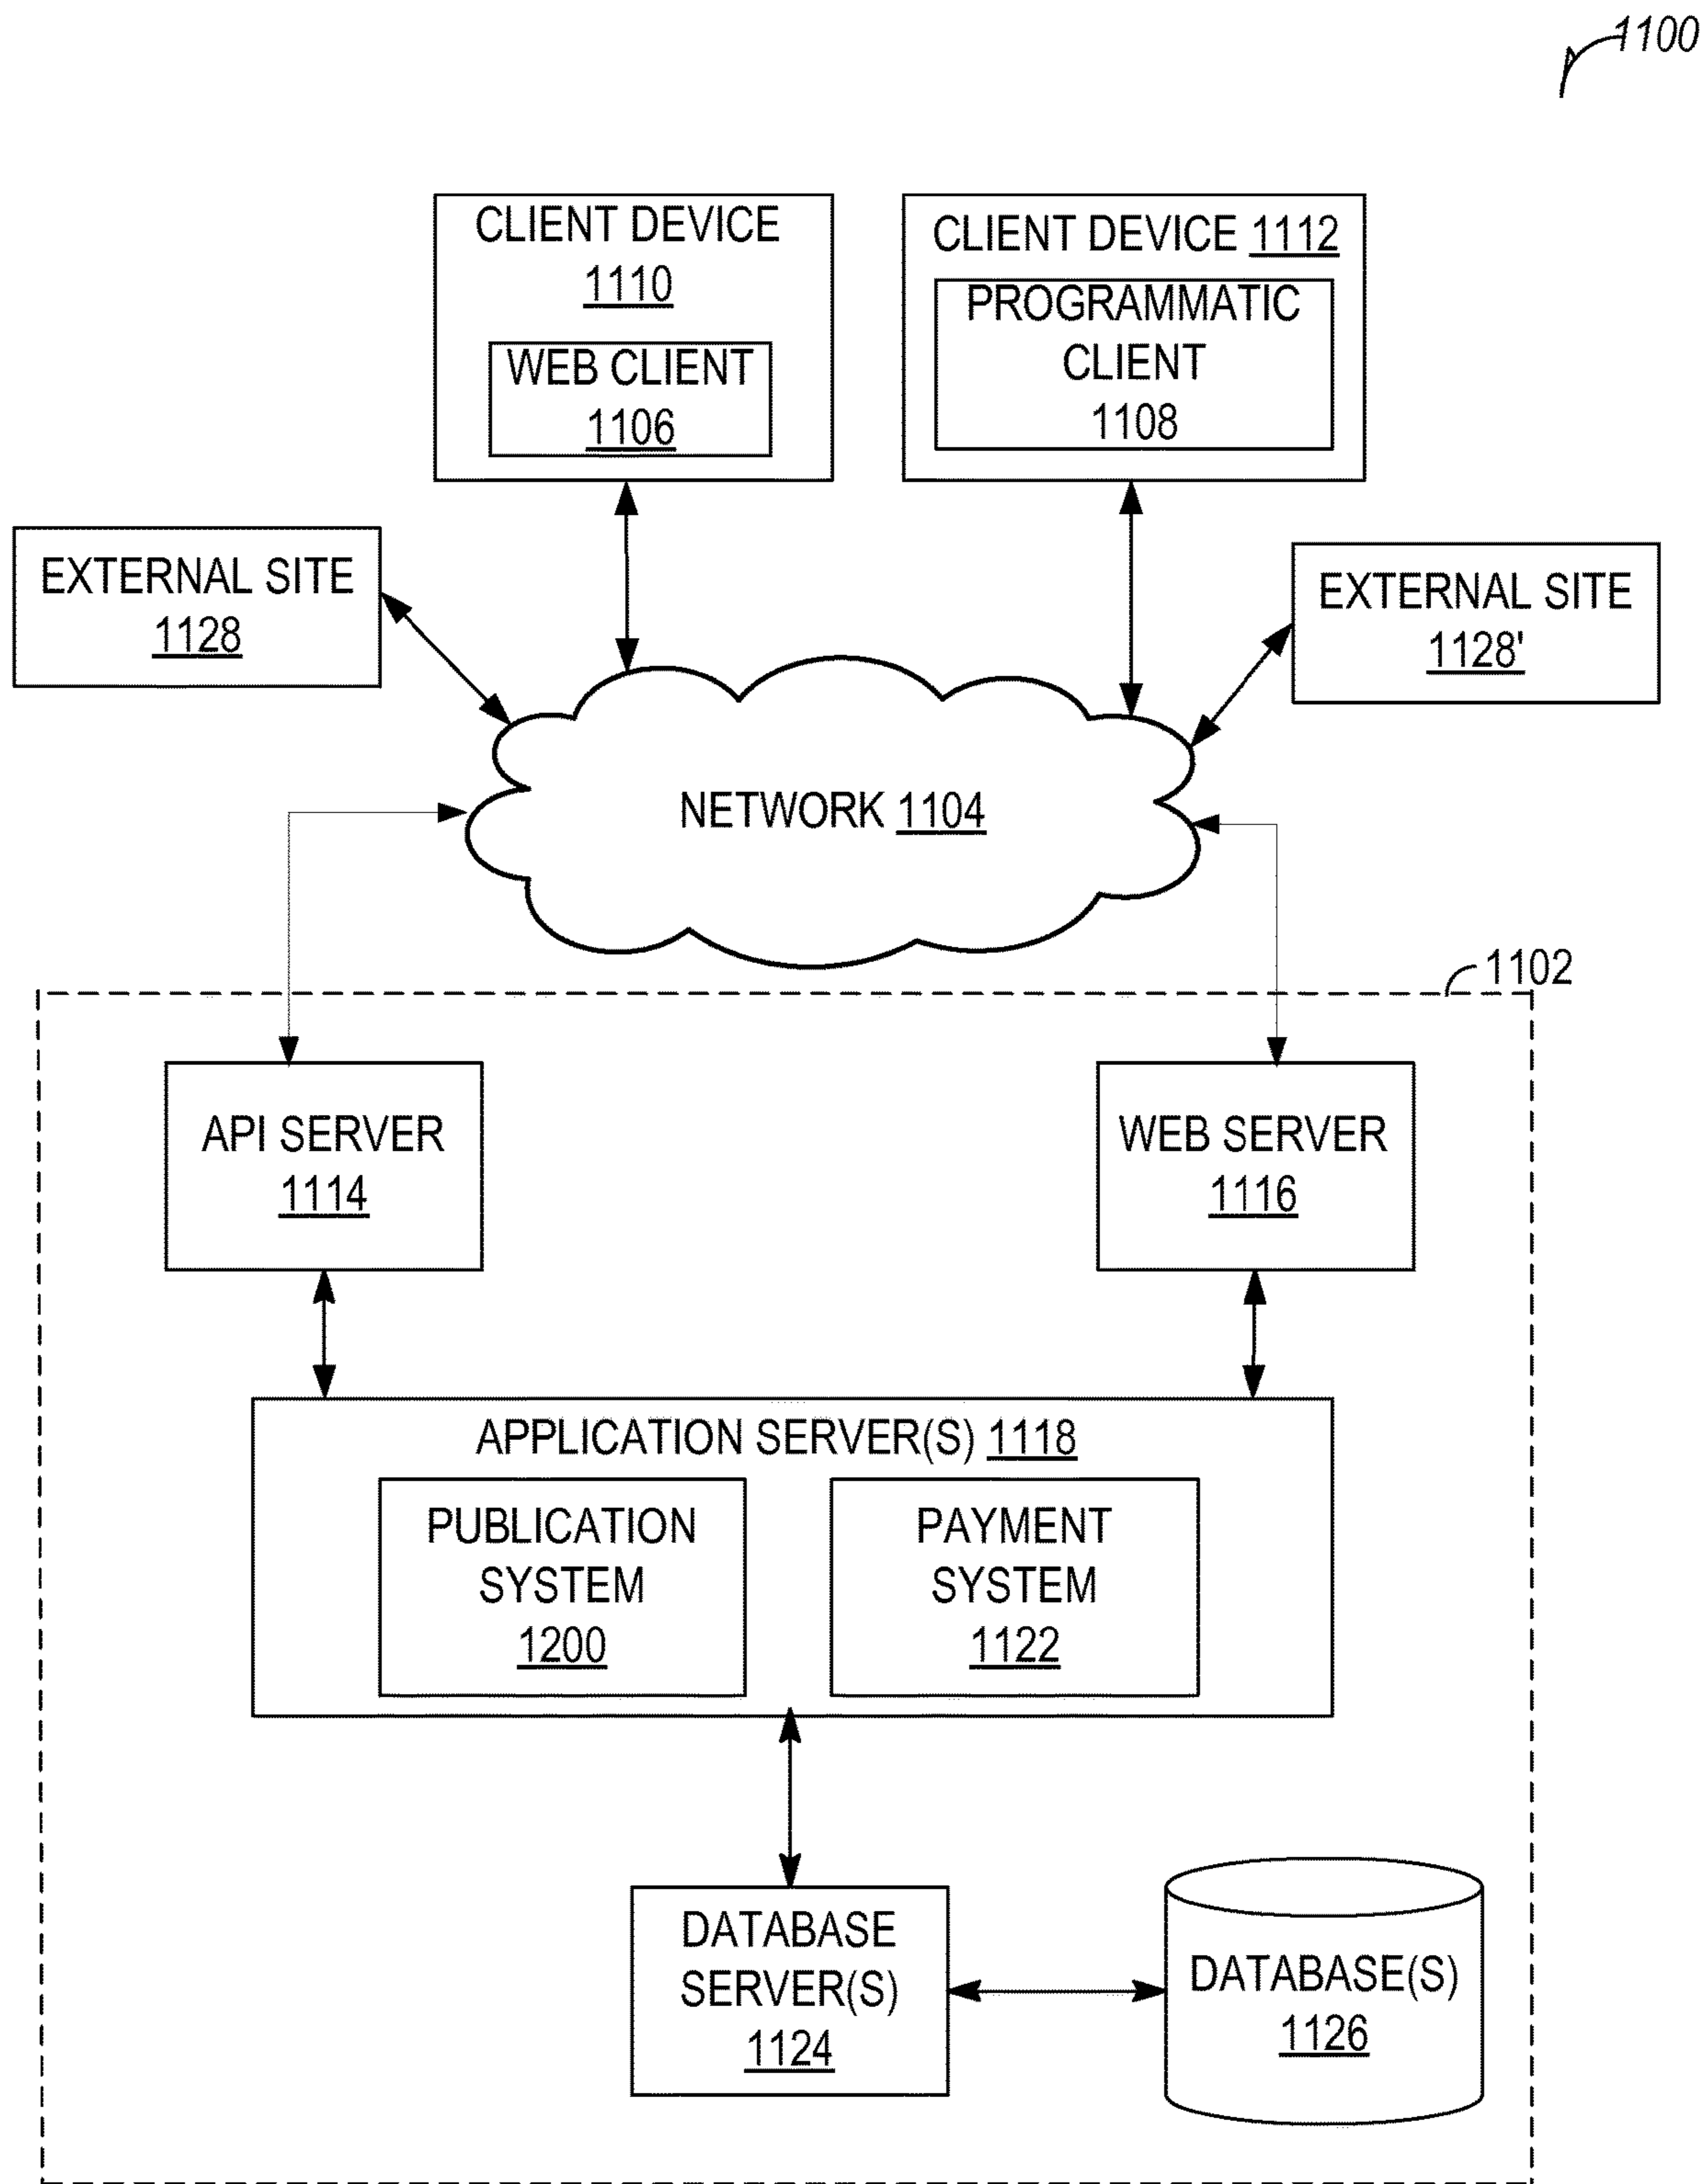 1100
CLIENT DEVICE
1110
WEB CLIENT
1106
CLIENT DEVICE 1112
PROGRAMMATIC
CLIENT
1108
EXTERNAL SITE
1128
EXTERNAL SITE
1128'
NETWORK 1104
1102
API SERVER
1114
WEB SERVER
1116
APPLICATION SERVER(S) 1118
PUBLICATION
SYSTEM
1200
PAYMENT
SYSTEM
1122
DATABASE
SERVER(S)
1124
DATABASE(S)
1126